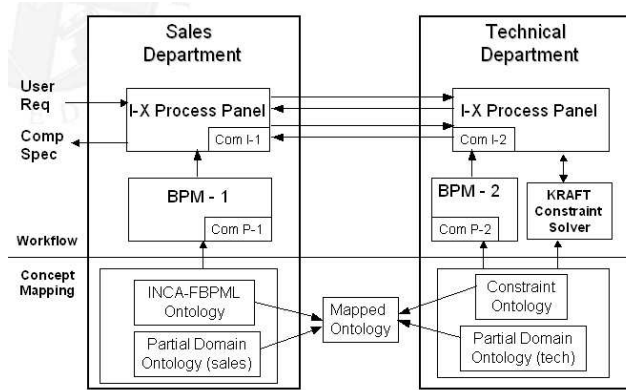 Sales
Department
Technical
Department
User
Req
I-X Process Panel
I-X Process Panel
Com I-1
Com I-2
Comp
Spec
BPM - 1
BPM - 2
KRAFT
Constraint
Solver
Com P-1
Com P-2
Workflow
Concept
Mapping
INCA-FBPML
Ontology
Mapped
Ontology
Constraint
Ontology
Partial Domain
Ontology (sales)
Partial Domain
Ontology (tech)